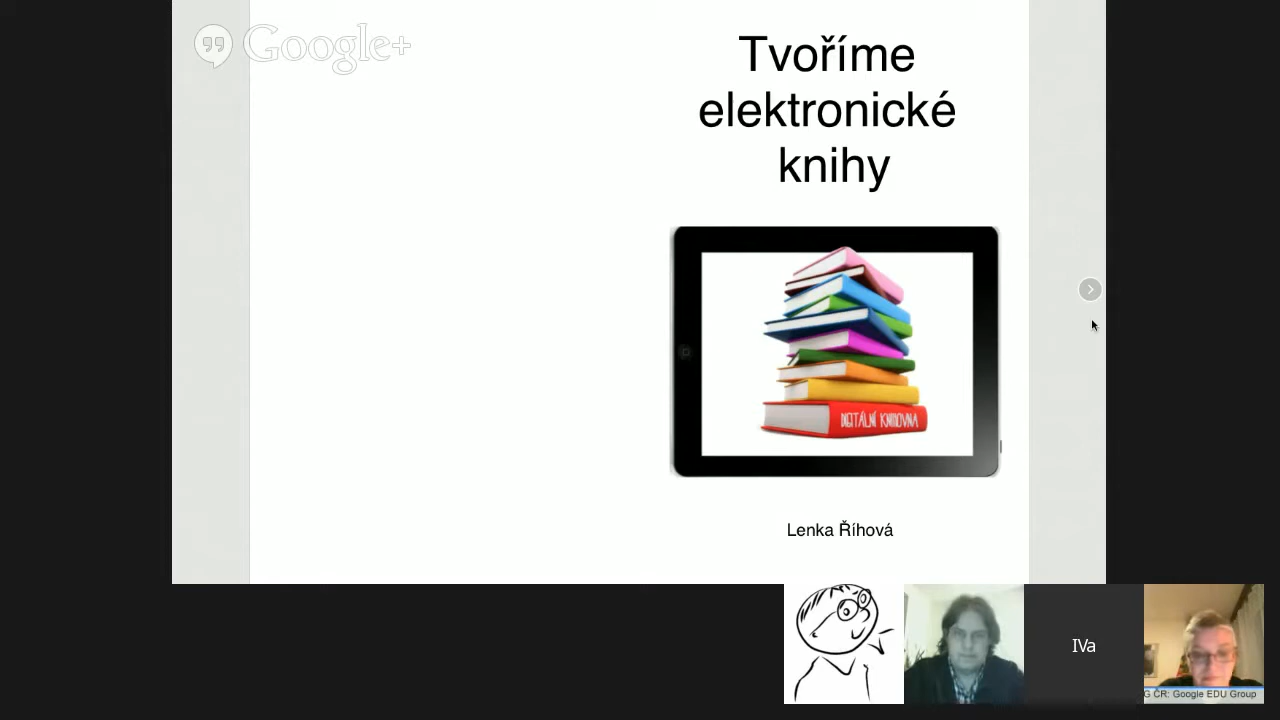 Google+
Tvoříme
elektronické
knihy
DIGITÁLNÍ KNIHOVNA
Lenka Říhová
IVa
G ČR: Google EDU Group